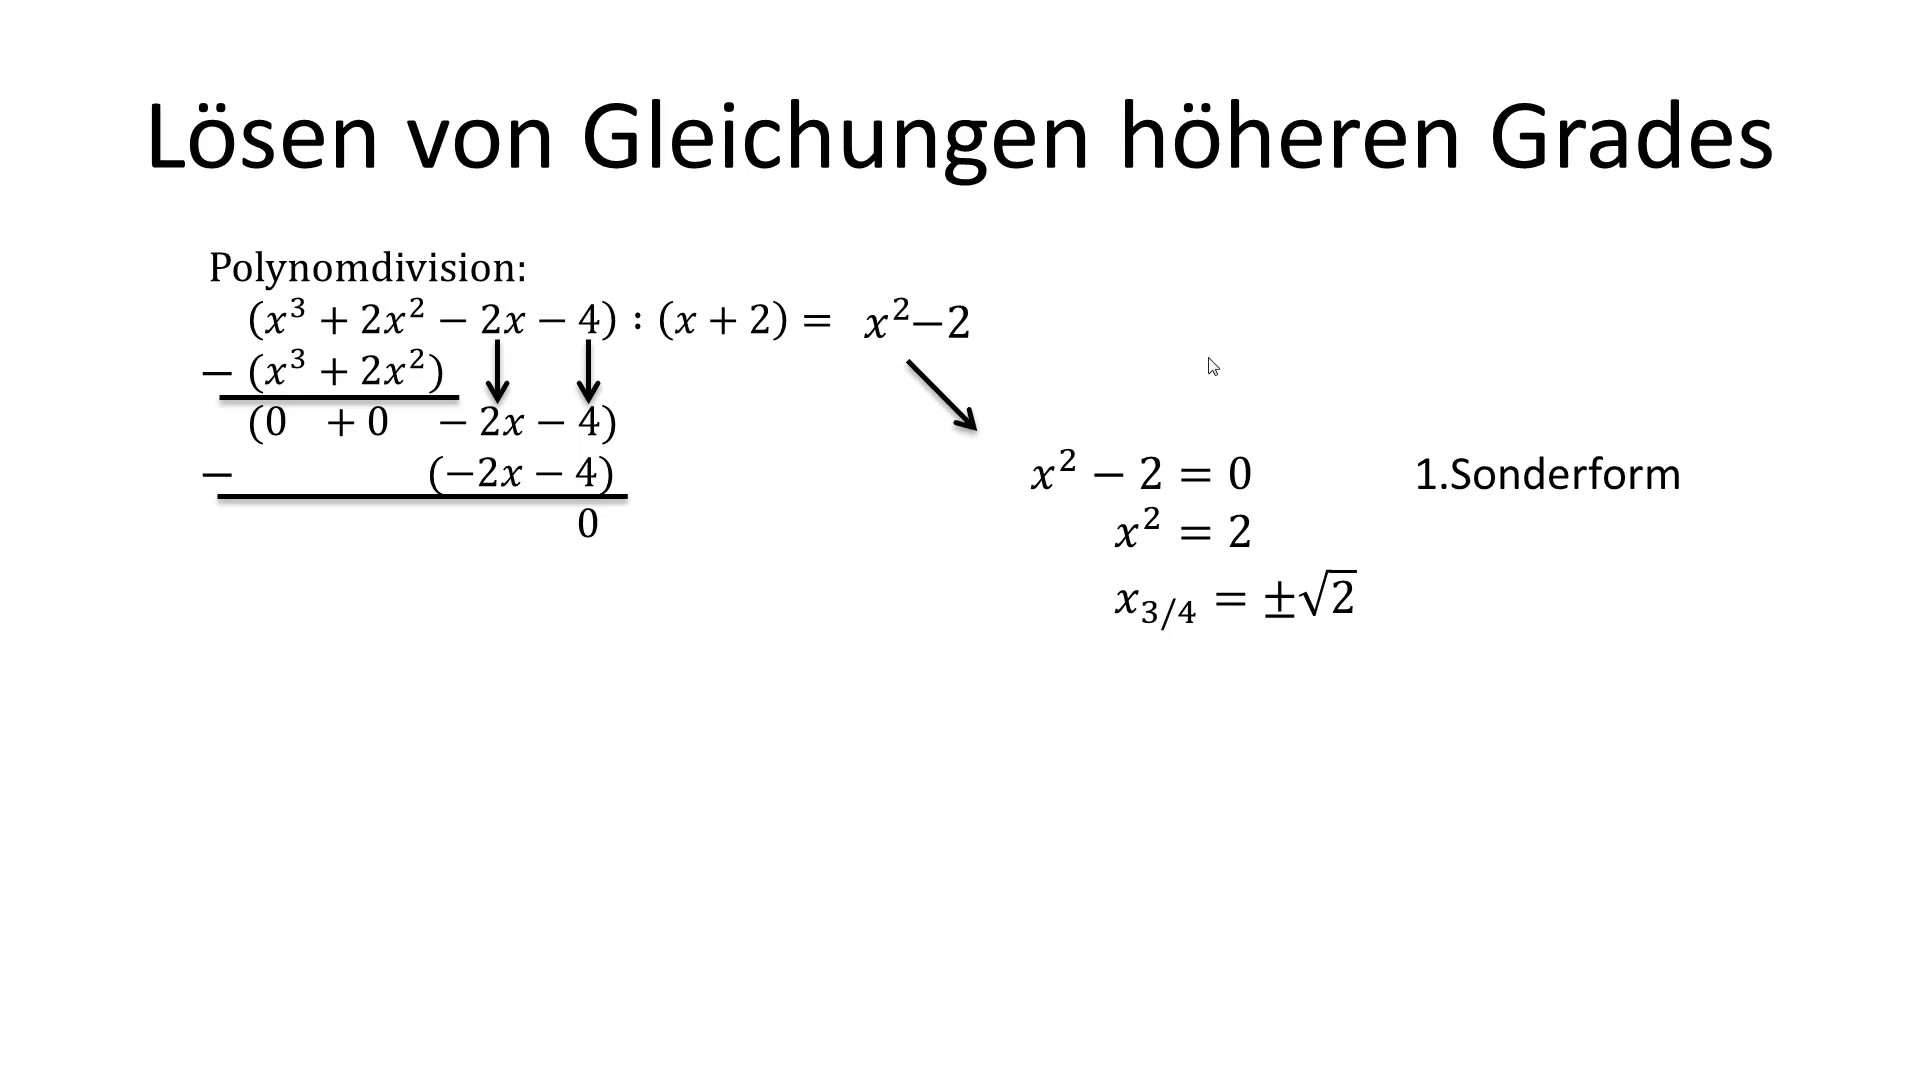 Lösen von Gleichungen höheren Grades
Polynomdivision:
(x³ + 2x² − 2x − 4) : (x + 2) = x²−2
− (x³ + 2x²)
(0 + 0 − 2x − 4)
− (−2x − 4)
0
x² − 2 = 0 1.Sonderform
x² = 2
x₃/₄ = ±√2